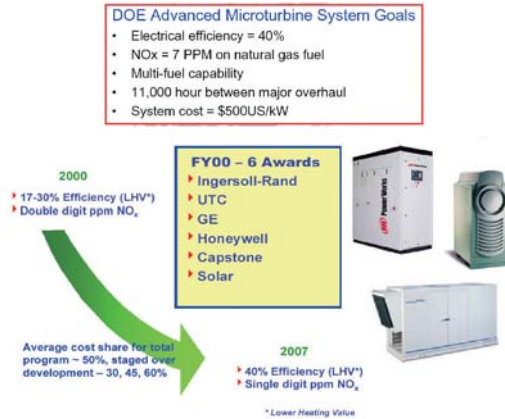 DOE Advanced Microturbine System Goals
• Electrical efficiency = 40%
• NOx = 7 PPM on natural gas fuel
• Multi-fuel capability
• 11,000 hour between major overhaul
• System cost = $500US/kW
2000
17-30% Efficiency (LHV*)
Double digit ppm NOx
FY00 – 6 Awards
Ingersoll-Rand
UTC
GE
Honeywell
Capstone
Solar
PowerWorks
Average cost share for total
program ~ 50%, staged over
development – 30, 45, 60%
2007
40% Efficiency (LHV*)
Single digit ppm NOx
* Lower Heating Value